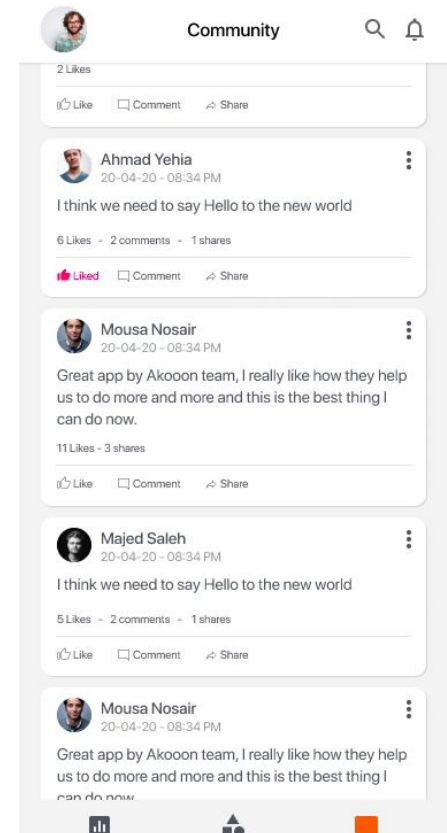 Community
2 Likes
Like Comment Share
Ahmad Yehia
20-04-20 - 08:34 PM
I think we need to say Hello to the new world
6 Likes - 2 comments - 1 shares
Liked Comment Share
Mousa Nosair
20-04-20 - 08:34 PM
Great app by Akooon team, I really like how they help
us to do more and more and this is the best thing I
can do now.
11 Likes - 3 shares
Like Comment Share
Majed Saleh
20-04-20 - 08:34 PM
I think we need to say Hello to the new world
5 Likes - 2 comments - 1 shares
Like Comment Share
Mousa Nosair
20-04-20 - 08:34 PM
Great app by Akooon team, I really like how they help
us to do more and more and this is the best thing I
can do now.